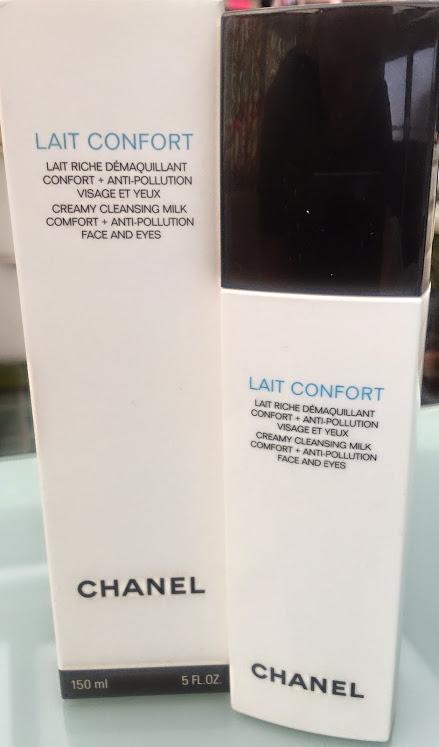 LAIT CONFORT
LAIT RICHE DÉMAQUILLANT
CONFORT + ANTI-POLLUTION
VISAGE ET YEUX
CREAMY CLEANSING MILK
COMFORT + ANTI-POLLUTION
FACE AND EYES
CHANEL
150 ml 5 FL.OZ.
LAIT CONFORT
LAIT RICHE DÉMAQUILLANT
CONFORT + ANTI-POLLUTION
VISAGE ET YEUX
CREAMY CLEANSING MILK
COMFORT + ANTI-POLLUTION
FACE AND EYES
CHANEL